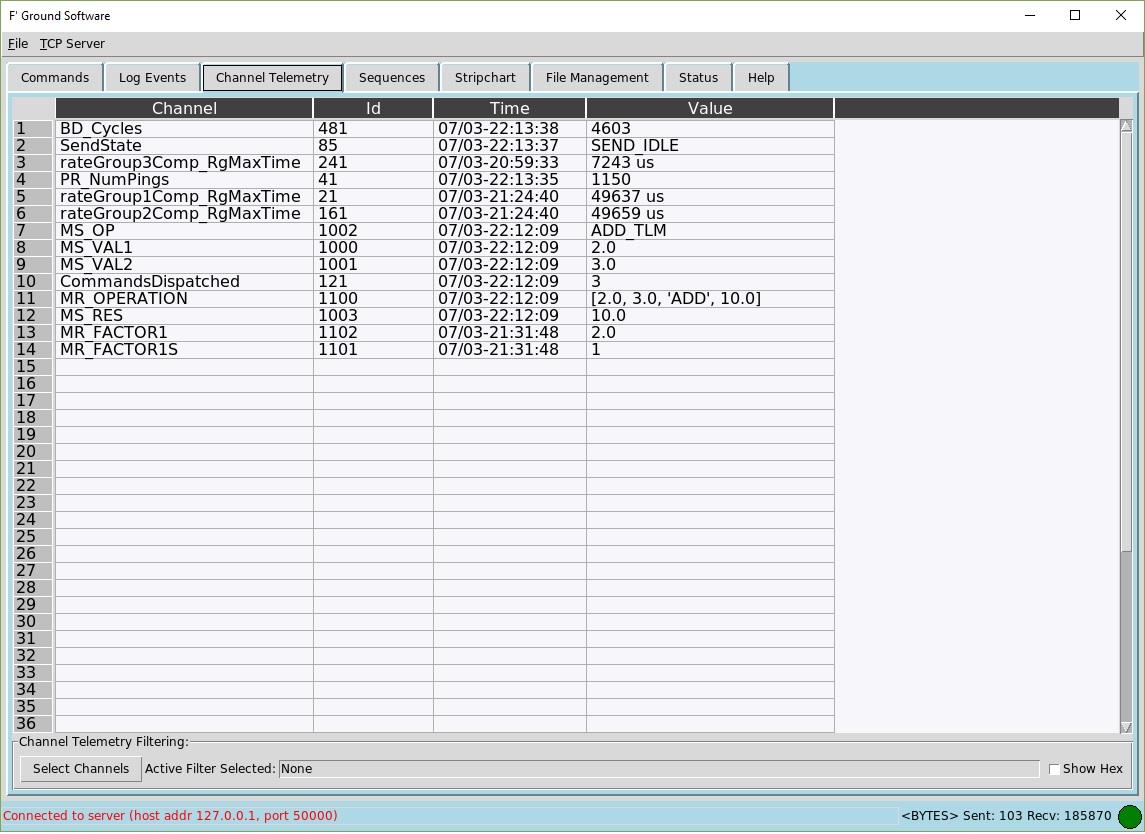 F' Ground Software
File TCP Server
Commands Log Events Channel Telemetry Sequences Stripchart File Management Status Help
Channel Id Time Value
1 BD_Cycles 481 07/03-22:13:38 4603
2 SendState 85 07/03-22:13:37 SEND_IDLE
3 rateGroup3Comp_RgMaxTime 241 07/03-20:59:33 7243 us
4 PR_NumPings 41 07/03-22:13:35 1150
5 rateGroup1Comp_RgMaxTime 21 07/03-21:24:40 49637 us
6 rateGroup2Comp_RgMaxTime 161 07/03-21:24:40 49659 us
7 MS_OP 1002 07/03-22:12:09 ADD_TLM
8 MS_VAL1 1000 07/03-22:12:09 2.0
9 MS_VAL2 1001 07/03-22:12:09 3.0
10 CommandsDispatched 121 07/03-22:12:09 3
11 MR_OPERATION 1100 07/03-22:12:09 [2.0, 3.0, 'ADD', 10.0]
12 MS_RES 1003 07/03-22:12:09 10.0
13 MR_FACTOR1 1102 07/03-21:31:48 2.0
14 MR_FACTOR1S 1101 07/03-21:31:48 1
15
16
17
18
19
20
21
22
23
24
25
26
27
28
29
30
31
32
33
34
35
36
Channel Telemetry Filtering:
Select Channels Active Filter Selected: None Show Hex
Connected to server (host addr 127.0.0.1, port 50000) <BYTES> Sent: 103 Recv: 185870